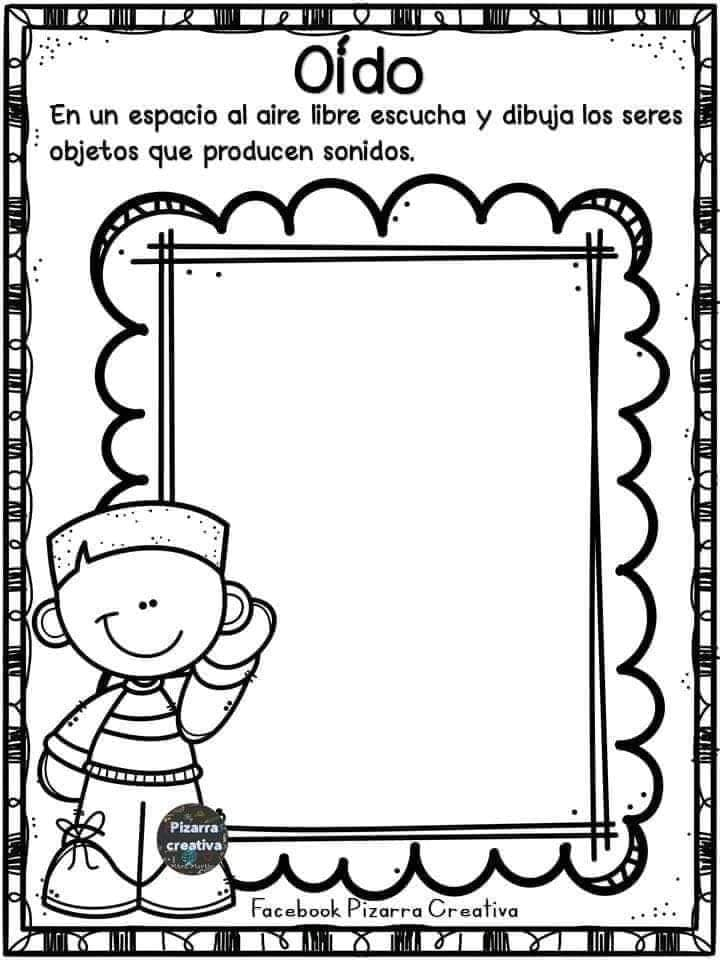 Oído
En un espacio al aire libre escucha y dibuja los seres
objetos que producen sonidos.
Pizarra
creativa
Facebook Pizarra Creativa